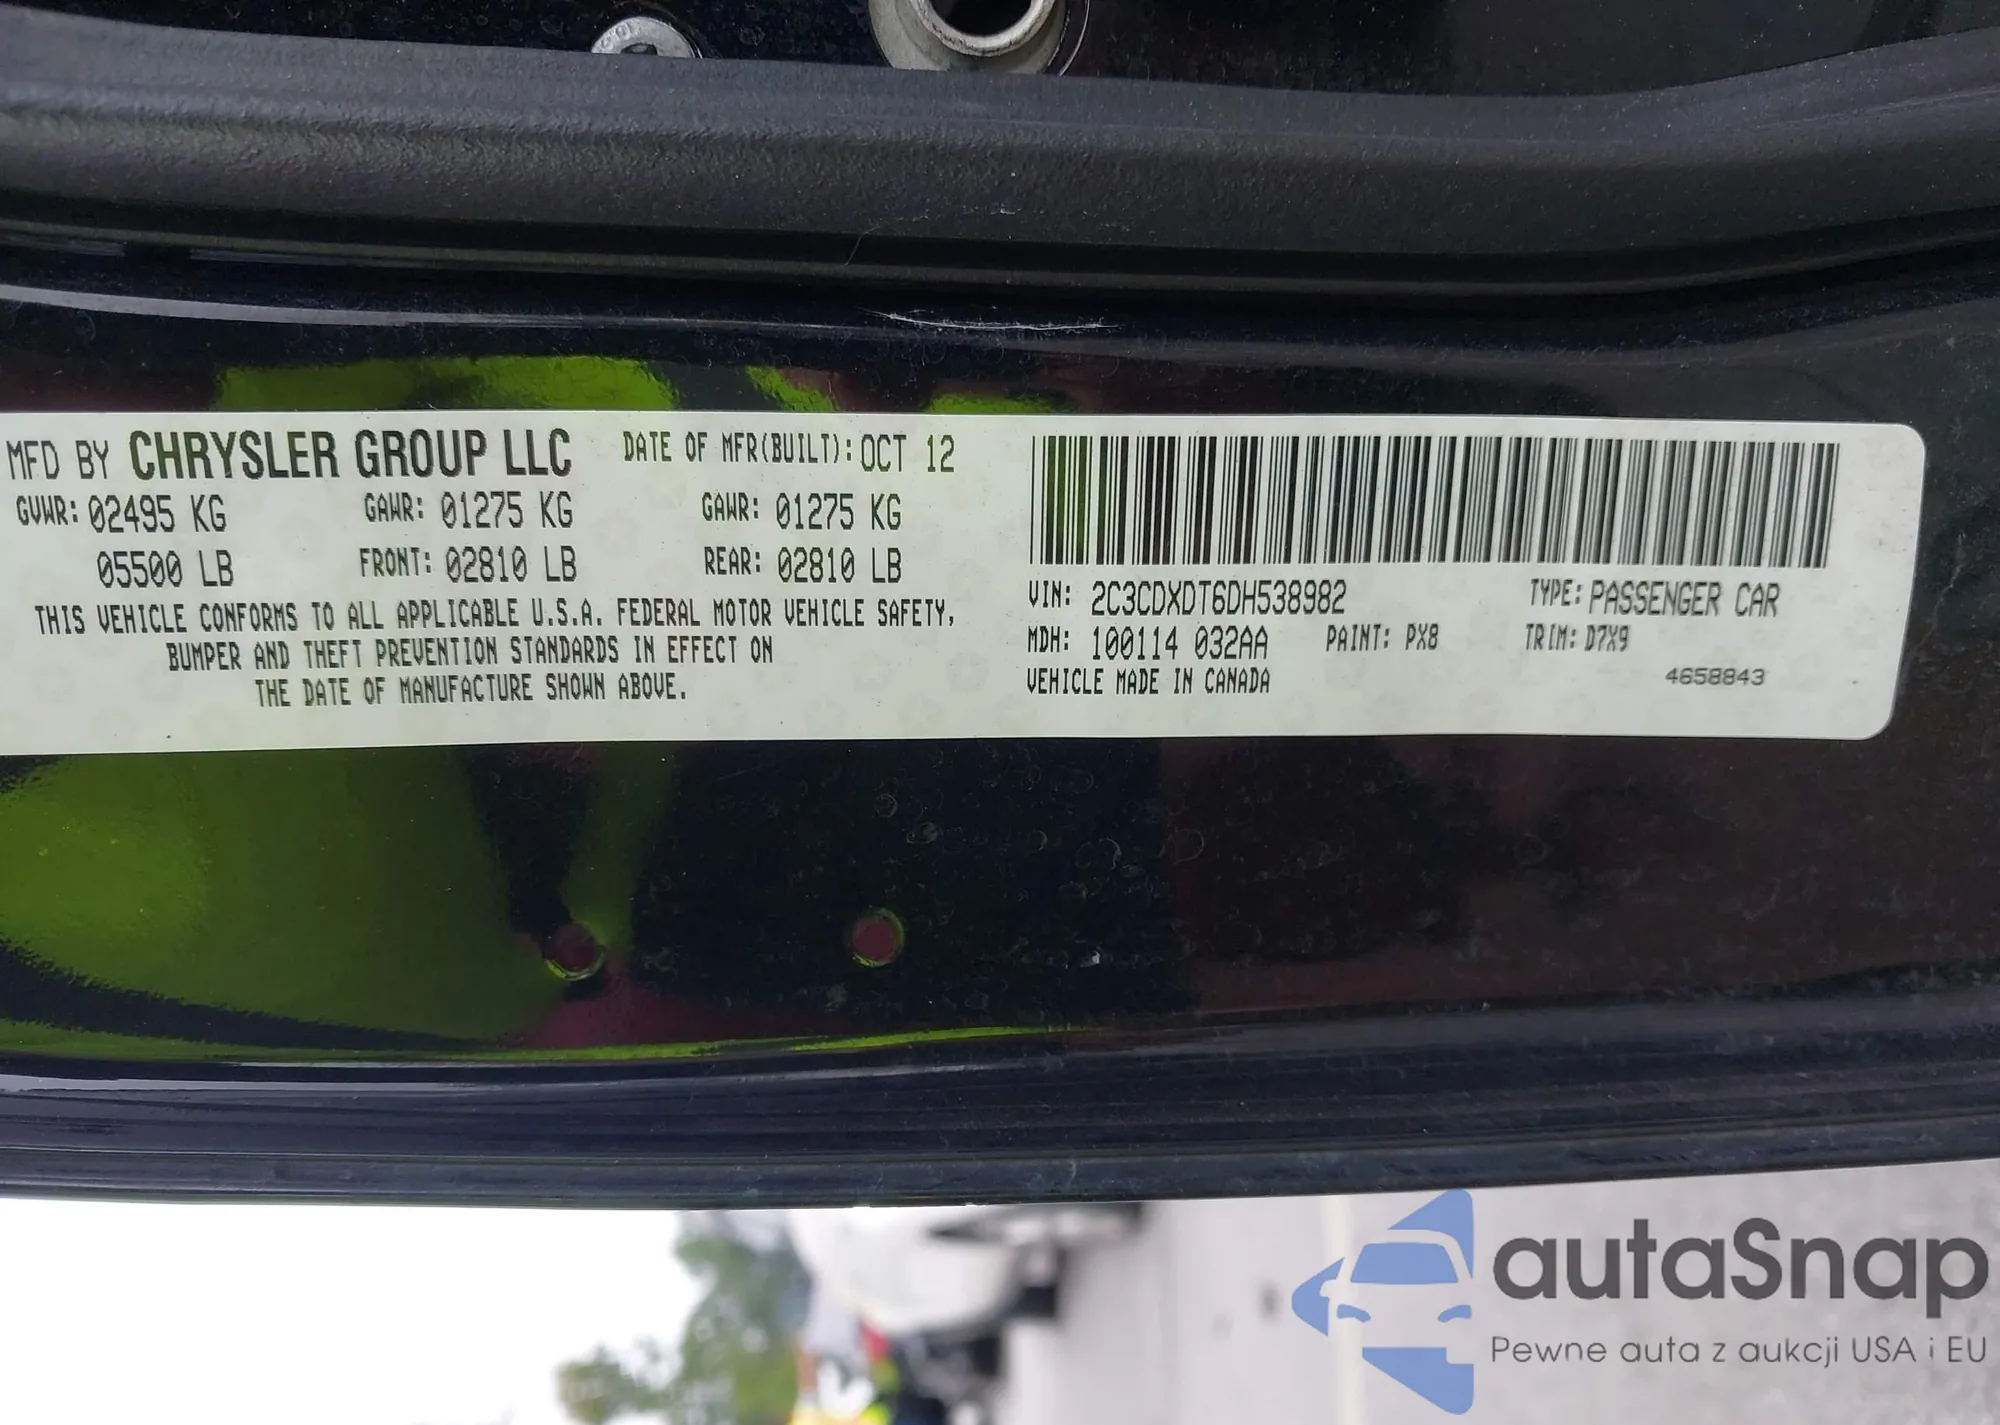 MFD BY CHRYSLER GROUP LLC DATE OF MFR(BUILT): OCT 12
GVWR: 02495 KG GAWR: 01275 KG GAWR: 01275 KG
05500 LB FRONT: 02810 LB REAR: 02810 LB
THIS VEHICLE CONFORMS TO ALL APPLICABLE U.S.A. FEDERAL MOTOR VEHICLE SAFETY,
BUMPER AND THEFT PREVENTION STANDARDS IN EFFECT ON
THE DATE OF MANUFACTURE SHOWN ABOVE.
VIN: 2C3CDXDT6DH538982 TYPE: PASSENGER CAR
MDH: 100114 032AA PAINT: PX8 TRIM: D7X9
VEHICLE MADE IN CANADA 4658843
autaSnap
Pewne auta z aukcji USA i EU